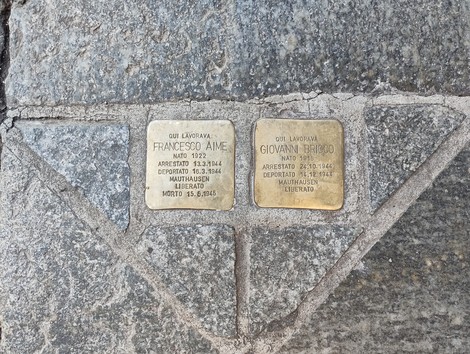 QUI LAVORAVA
FRANCESCO AIME
NATO 1922
ARRESTATO 13.3.1944
DEPORTATO 16.3.1944
MAUTHAUSEN
LIBERATO
MORTO 15.6.1945
QUI LAVORAVA
GIOVANNI
NATO
ARRESTATO 24.10.1944
DEPORTATO 14.12.1944
MAUTHAUSEN
LIBERATO